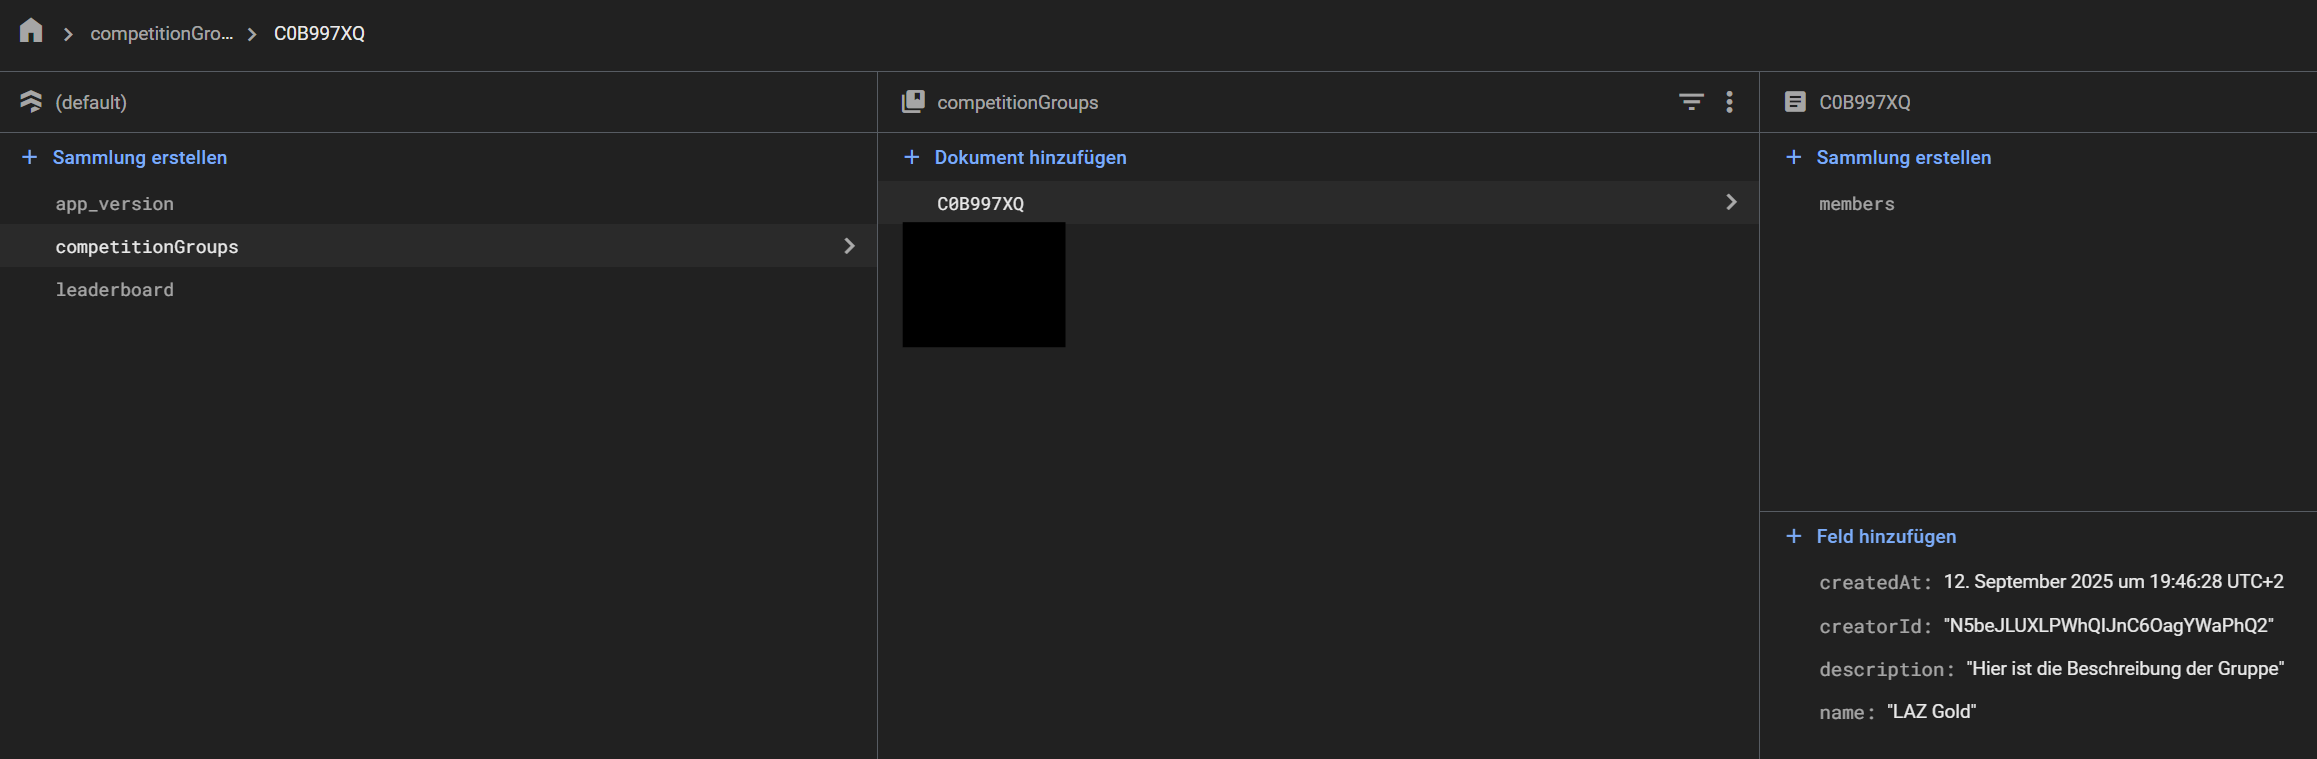 competitionGro... C0B997XQ
(default)
Sammlung erstellen
app_version
competitionGroups
leaderboard
competitionGroups
Dokument hinzufügen
C0B997XQ
C0B997XQ
Sammlung erstellen
members
Feld hinzufügen
createdAt: 12. September 2025 um 19:46:28 UTC+2
creatorId: "N5beJLUXLPWhQIJnC6OagYWaPhQ2"
description: "Hier ist die Beschreibung der Gruppe"
name: "LAZ Gold"